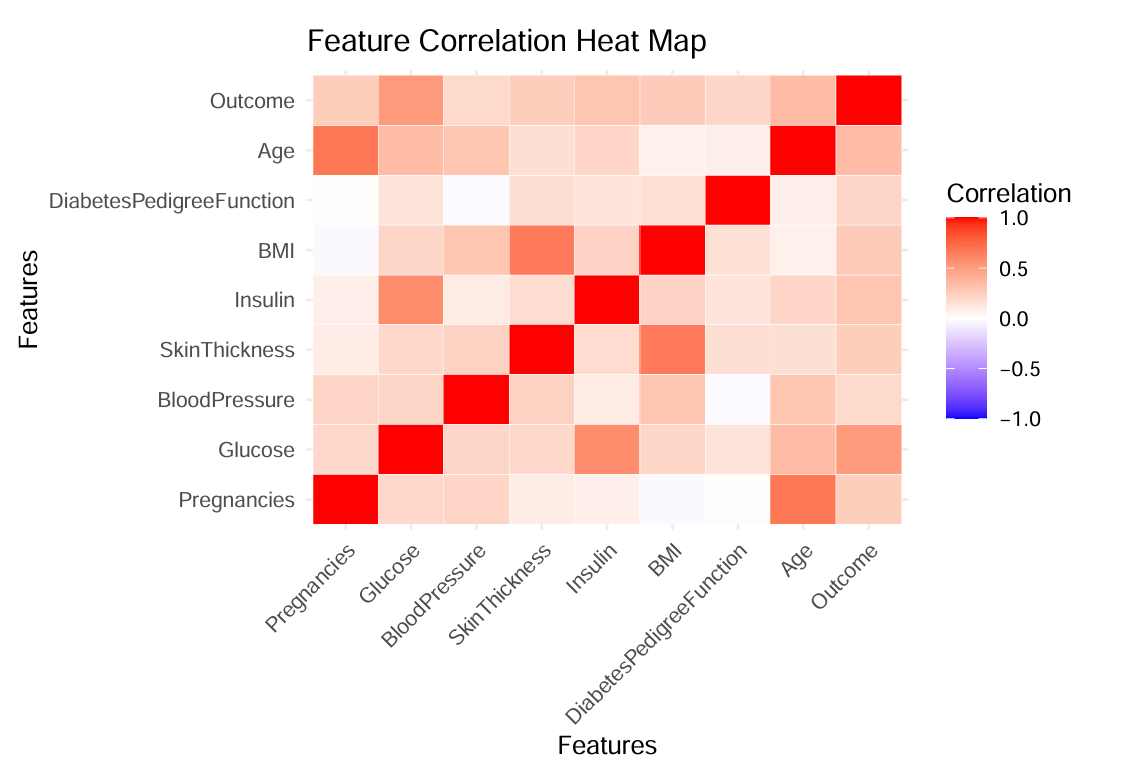 Feature Correlation Heat Map
Features
Outcome
Age
DiabetesPedigreeFunction
BMI
Insulin
SkinThickness
BloodPressure
Glucose
Pregnancies
Pregnancies
Glucose
BloodPressure
SkinThickness
Insulin
BMI
DiabetesPedigreeFunction
Age
Outcome
Features
Correlation
1.0
0.5
0.0
−0.5
−1.0